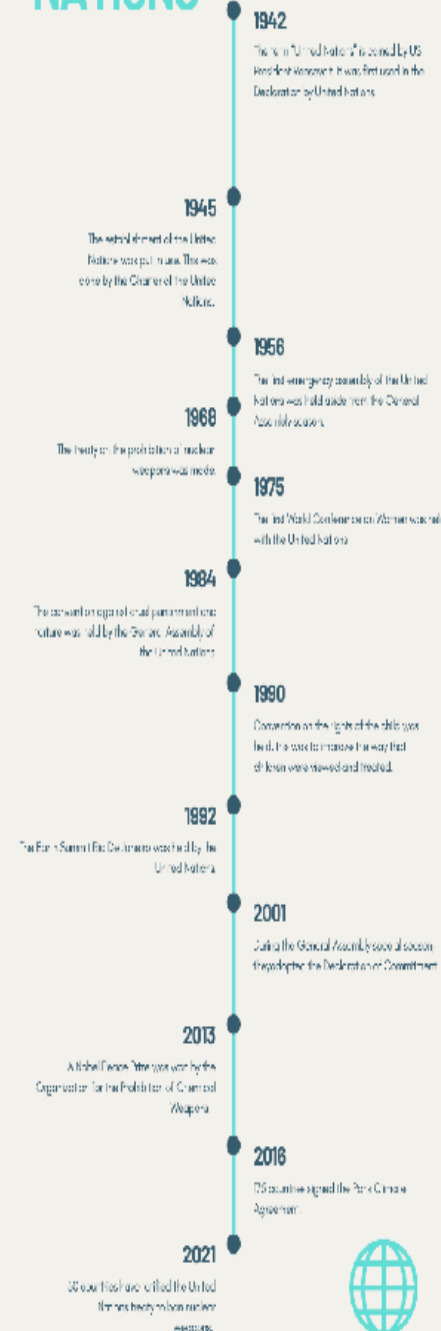 NATIONS
1942
The term "United Nations" is coined by US
President Roosevelt. It was first used in the
Declaration by United Nations.
1945
The establishment of the United
Nations was put in use. This was
done by the Charter of the United
Nations.
1956
The first emergency assembly of the United
Nations was held aside from the General
Assembly season.
1968
The treaty on the prohibition of nuclear
weapons was made.
1975
The first World Conference on Women was held
with the United Nations
1984
The convention against cruel punishment and
torture was held by the General Assembly of
the United Nations
1990
Convention on the rights of the child was
held, this was to improve the way that
children were viewed and treated.
1992
The Earth Summit Rio De Janeiro was held by the
United Nations.
2001
During the General Assembly special season,
they adopted the Declaration of Commitment
2013
A Nobel Peace Prize was won by the
Organization for the Prohibition of Chemical
Weapons
2016
175 countries signed the Paris Climate
Agreement.
2021
50 countries have ratified the United
Nations treaty to ban nuclear
weapons.